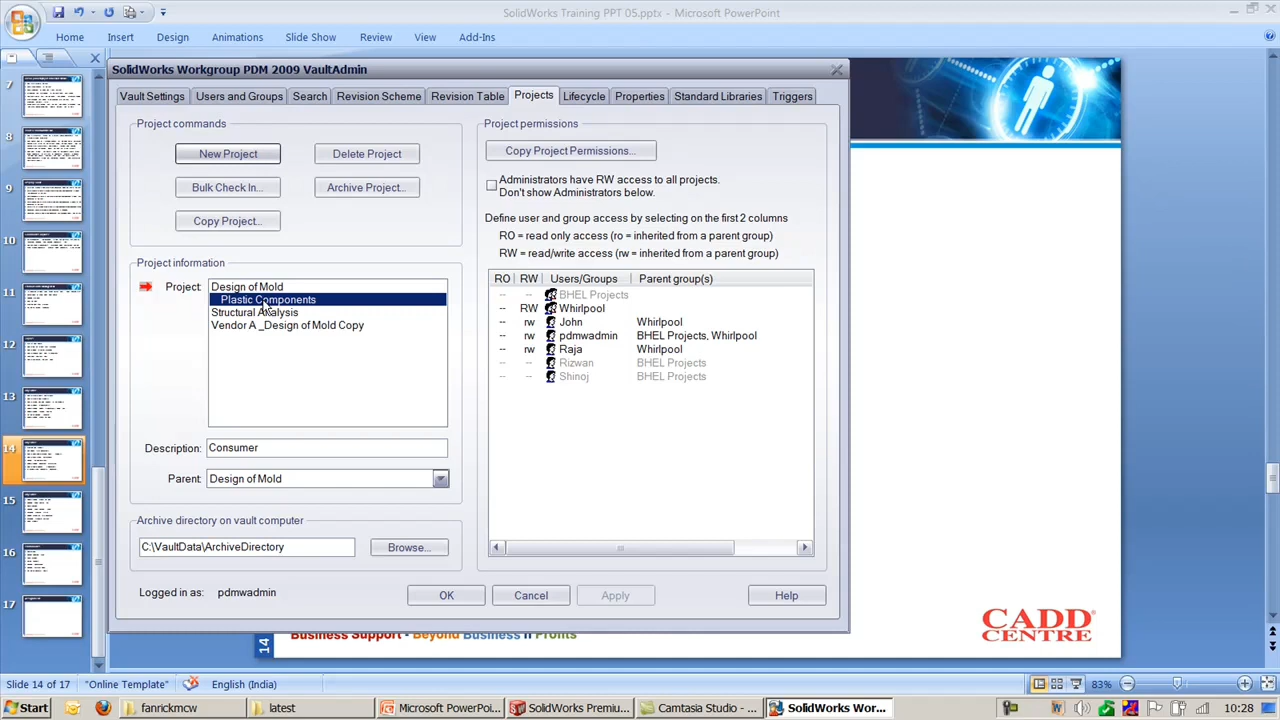 SolidWorks Training PPT 05.pptx - Microsoft PowerPoint
Home Insert Design Animations Slide Show Review View Add-Ins
SolidWorks Workgroup PDM 2009 VaultAdmin
Vault Settings Users and Groups Revision Scheme Projects Lifecycle Properties Standard Libraries Triggers
Project commands
New Project Delete Project
Bulk Check In... Archive Project...
Copy Project...
Project information
Project: Design of Mold
Plastic Components
Structural Analysis
Vendor A _Design of Mold Copy
Description: Consumer
Parent: Design of Mold
Archive directory on vault computer
C:\VaultData\ArchiveDirectory Browse...
Logged in as: pdmwadmin
Project permissions
Copy Project Permissions...
Administrators have RW access to all projects.
Don't show Administrators below.
Define user and group access by selecting on the first 2 columns
RO = read only access (ro = inherited from a parent group)
RW = read/write access (rw = inherited from a parent group)
RO RW Users/Groups Parent group(s)
-- -- BHEL Projects
-- RW Whirlpool
-- rw John Whirlpool
-- rw pdmwadmin BHEL Projects, Whirlpool
-- rw Raja Whirlpool
-- -- Rizwan BHEL Projects
-- -- Shinoj BHEL Projects
OK Cancel Apply Help
7
8
9
10
11
12
13
14
15
16
17
14
Business Support - Beyond Business n Profits
CADD
CENTRE
Slide 14 of 17 "Online Template" English (India) 83%
Start fanrickm latest Microsoft PowerPo... SolidWorks Premiu... Camtasia Studio - ... SolidWorks Wor... 10:28